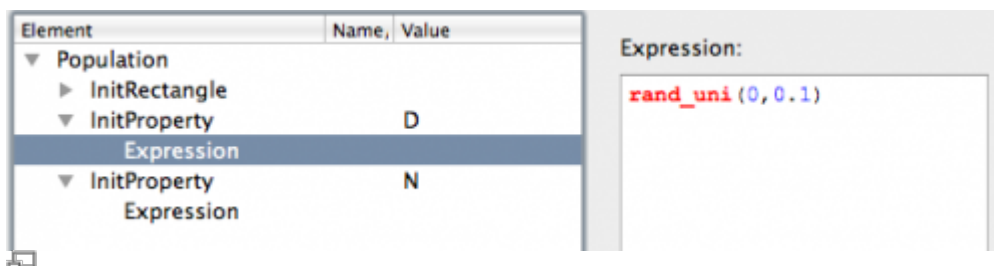 Element Name, Value
Population
InitRectangle
InitProperty D
Expression
InitProperty N
Expression
Expression:
rand_uni(0,0.1)